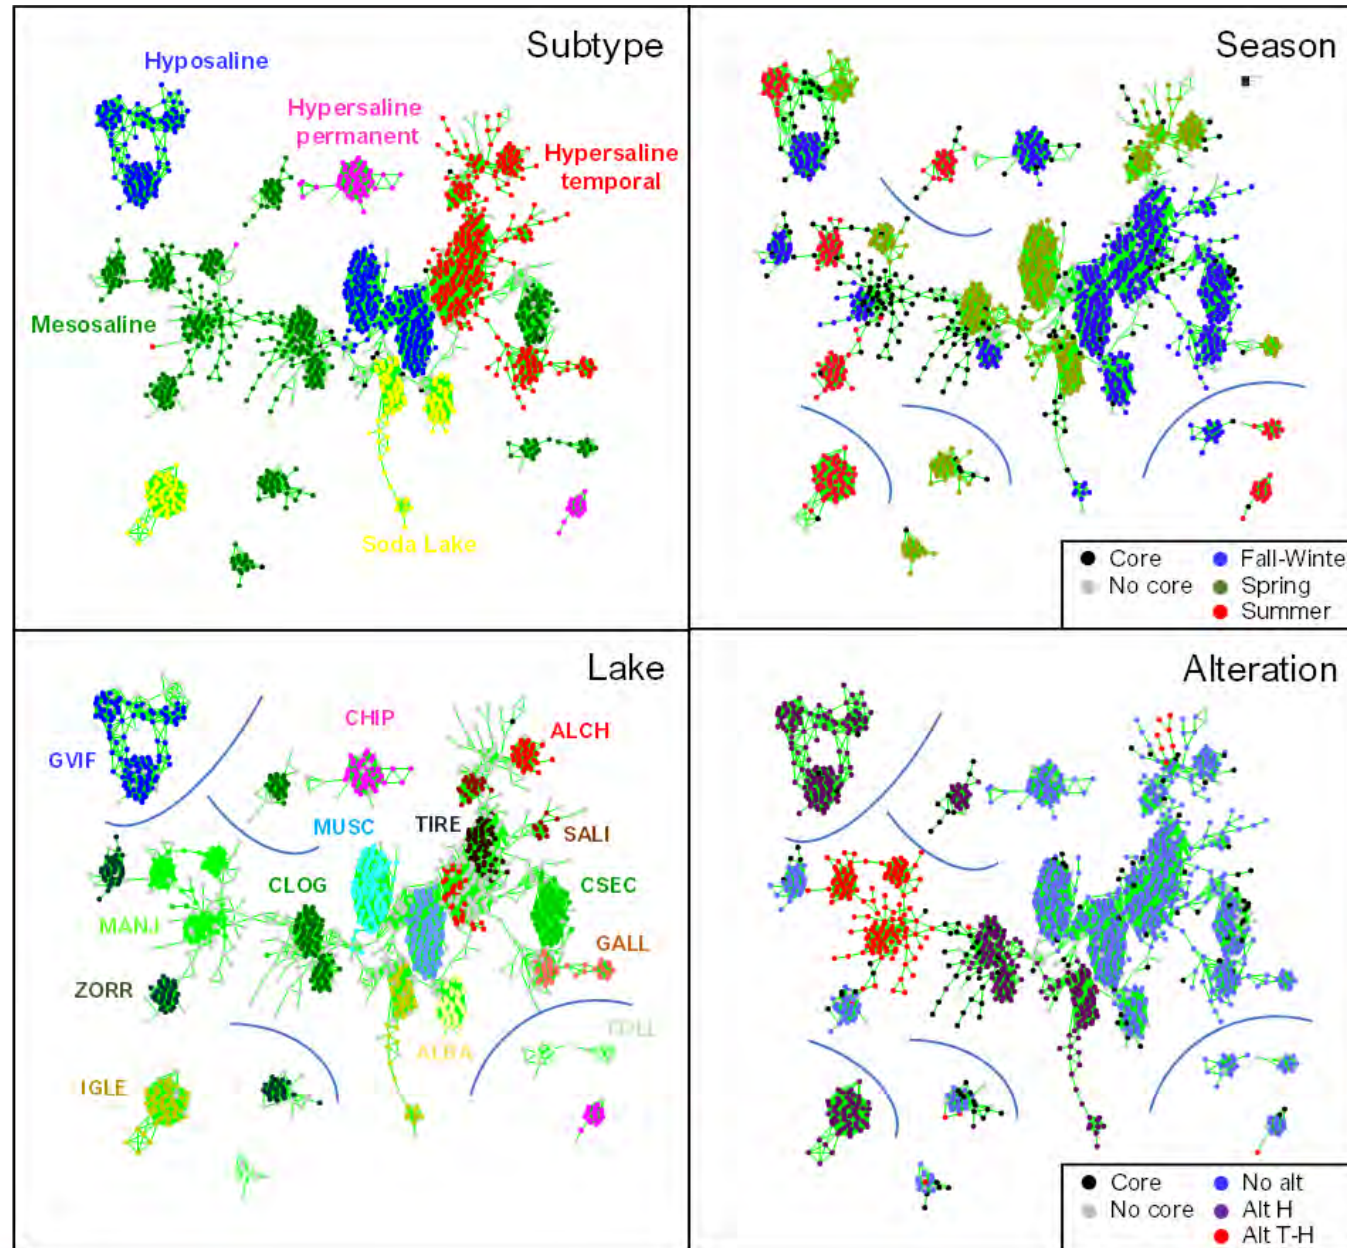 Subtype
Hyposaline
Hypersaline
permanent
Hypersaline
temporal
Mesosaline
Soda Lake
Season
Core
No core
Fall-Winte
Spring
Summer
Lake
CHIP
ALCH
GVIF
MUSC
TIRE
SALI
CLOG
CSEC
MANJ
GALL
ZORR
ALBA
IGLE
Alteration
Core
No core
No alt
Alt H
Alt T-H